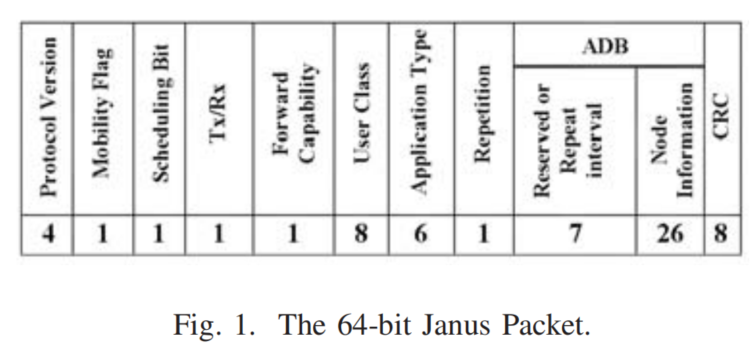 Protocol Version
Mobility Flag
Scheduling Bit
Tx/Rx
Forward
Capability
User Class
Application Type
Repetition
ADB
Reserved or
Repeat
interval
Node
Information
CRC
4 1 1 1 1 8 6 1 7 26 8
Fig. 1. The 64-bit Janus Packet.